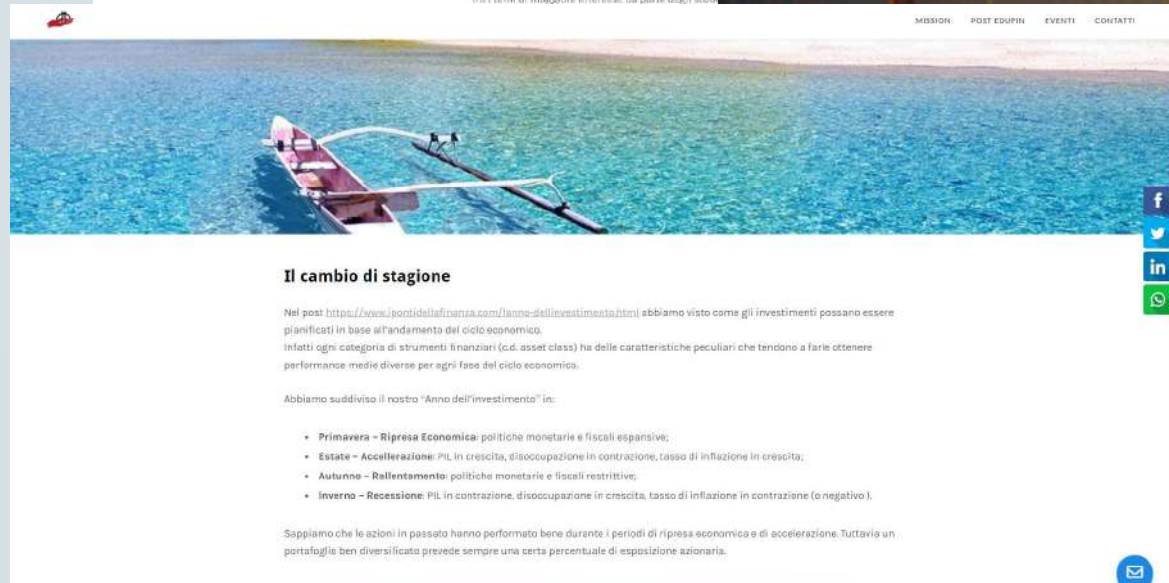 MISSION POST EDUFIN EVENTI CONTATTI
Il cambio di stagione
Nel post https://www.ipontidellafinanza.com/lanno-dellinvestimento.html abbiamo visto come gli investimenti possano essere
pianificati in base all'andamento del ciclo economico.
Infatti ogni categoria di strumenti finanziari (c.d. asset class) ha delle caratteristiche peculiari che tendono a farle ottenere
performance medie diverse per ogni fase del ciclo economico.
Abbiamo suddiviso il nostro "Anno dell'investimento" in:
• Primavera – Ripresa Economica: politiche monetarie e fiscali espansive;
• Estate – Accellerazione: PIL in crescita, disoccupazione in contrazione, tasso di inflazione in crescita;
• Autunno – Rallentamento: politiche monetarie e fiscali restrittive;
• Inverno – Recessione: PIL in contrazione, disoccupazione in crescita, tasso di inflazione in contrazione (o negativo ).
Sappiamo che le azioni in passato hanno performato bene durante i periodi di ripresa economica e di accelerazione. Tuttavia un
portafoglio ben diversificato prevede sempre una certa percentuale di esposizione azionaria.